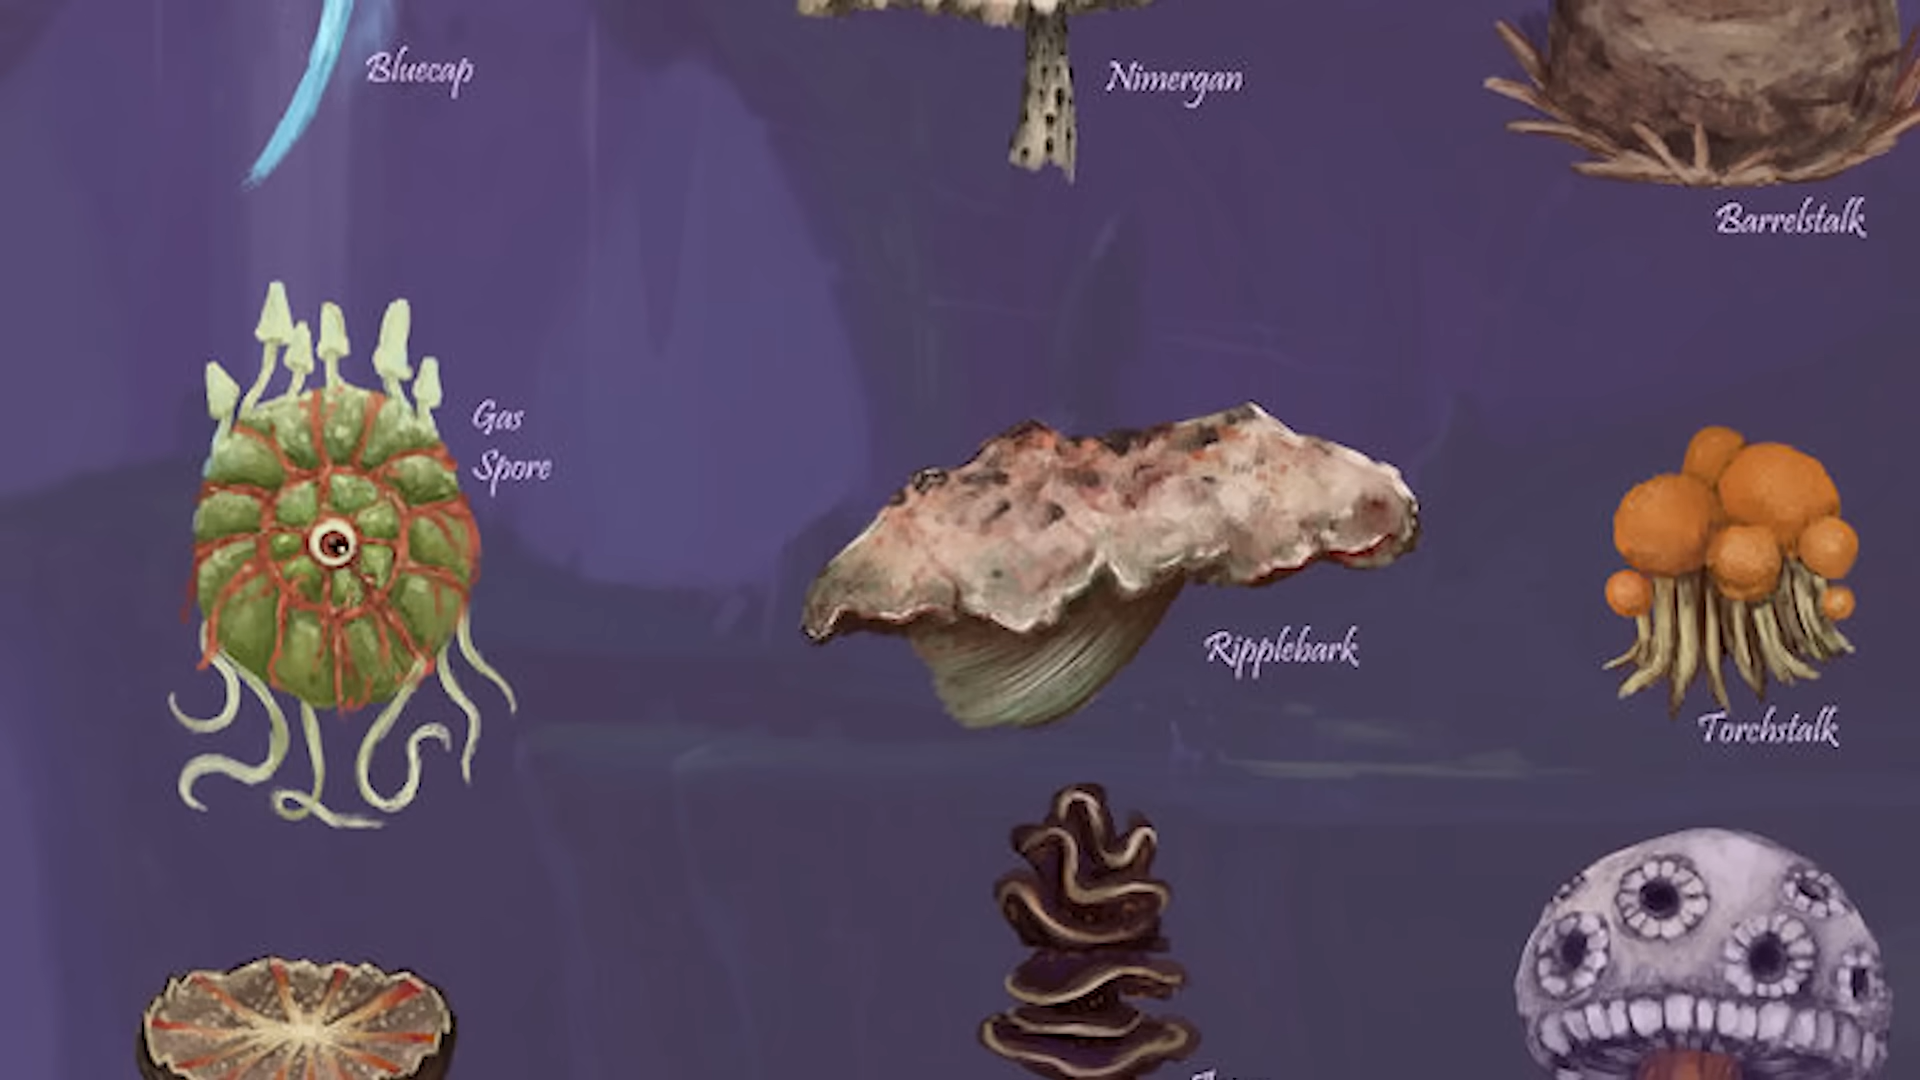 Bluecap
Nimergan
Barrelstalk
Gas
Spore
Ripplebark
Torchstalk